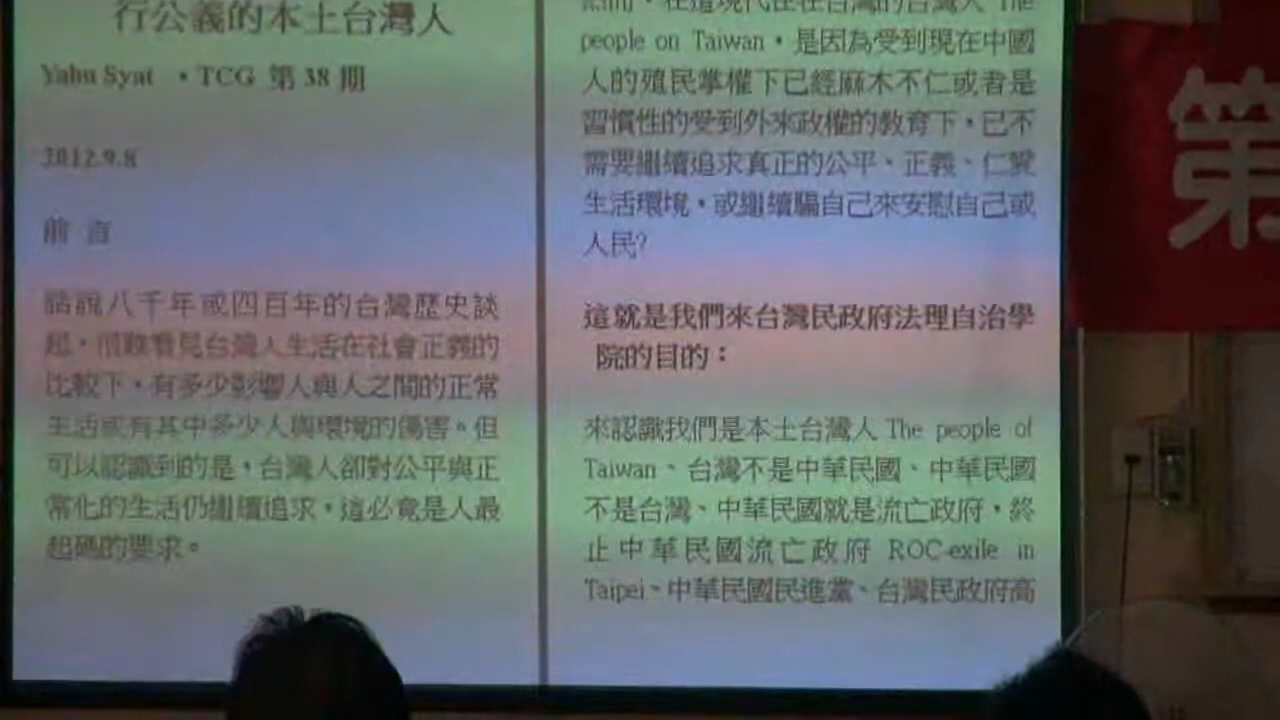 行公義的本土台灣人
Yabu Syat ・TCG 第 38 期
2012.9.8
前 言
話說八千年或四百年的台灣歷史談
起，很難看見台灣人生活在社會正義的
比較下，有多少影響人與人之間的正常
生活或有其中多少人與環境的傷害。但
可以認識到的是，台灣人卻對公平與正
常化的生活仍繼續追求，這必竟是人最
起碼的要求。
在這現代住在台灣的台灣人 The
people on Taiwan，是因為受到現在中國
人的殖民掌權下已經麻木不仁或者是
習慣性的受到外來政權的教育下，已不
需要繼續追求真正的公平、正義、仁愛
生活環境，或繼續騙自己來安慰自己或
人民?
這就是我們來台灣民政府法理自治學
院的目的：
來認識我們是本土台灣人 The people of
Taiwan、台灣不是中華民國、中華民國
不是台灣、中華民國就是流亡政府，終
止中華民國流亡政府 ROC-exile in
Taipei、中華民國民進黨、台灣民政府高
第